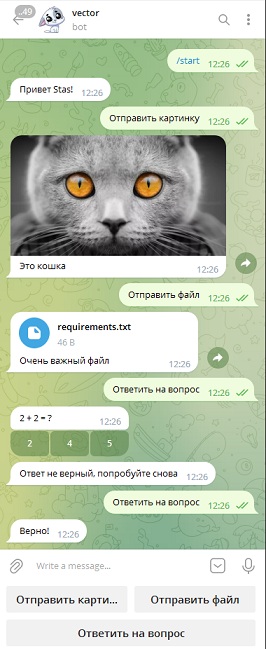 ..49
vector
bot
/start 12:26
Привет Stas! 12:26
Отправить картинку 12:26
Это кошка 12:26
Отправить файл 12:26
requirements.txt
46 B
Очень важный файл 12:26
Ответить на вопрос 12:26
2 + 2 = ? 12:26
2 4 5
Ответ не верный, попробуйте снова 12:26
Ответить на вопрос 12:26
Верно! 12:26
Write a message...
Отправить карти... Отправить файл
Ответить на вопрос